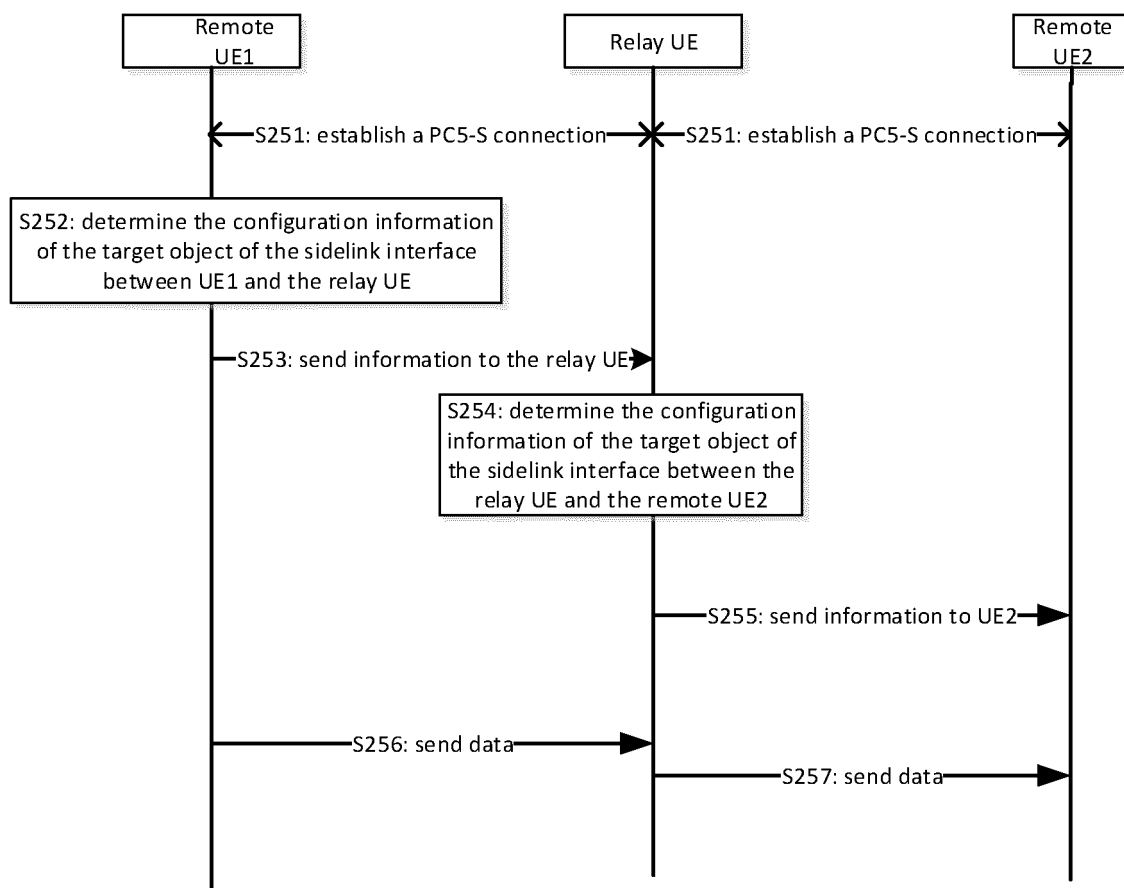 Remote
UE1
Relay UE
Remote
UE2
S251: establish a PC5-S connection
S251: establish a PC5-S connection
S252: determine the configuration information
of the target object of the sidelink interface
between UE1 and the relay UE
S253: send information to the relay UE
S254: determine the configuration
information of the target object of
the sidelink interface between the
relay UE and the remote UE2
S255: send information to UE2
S256: send data
S257: send data